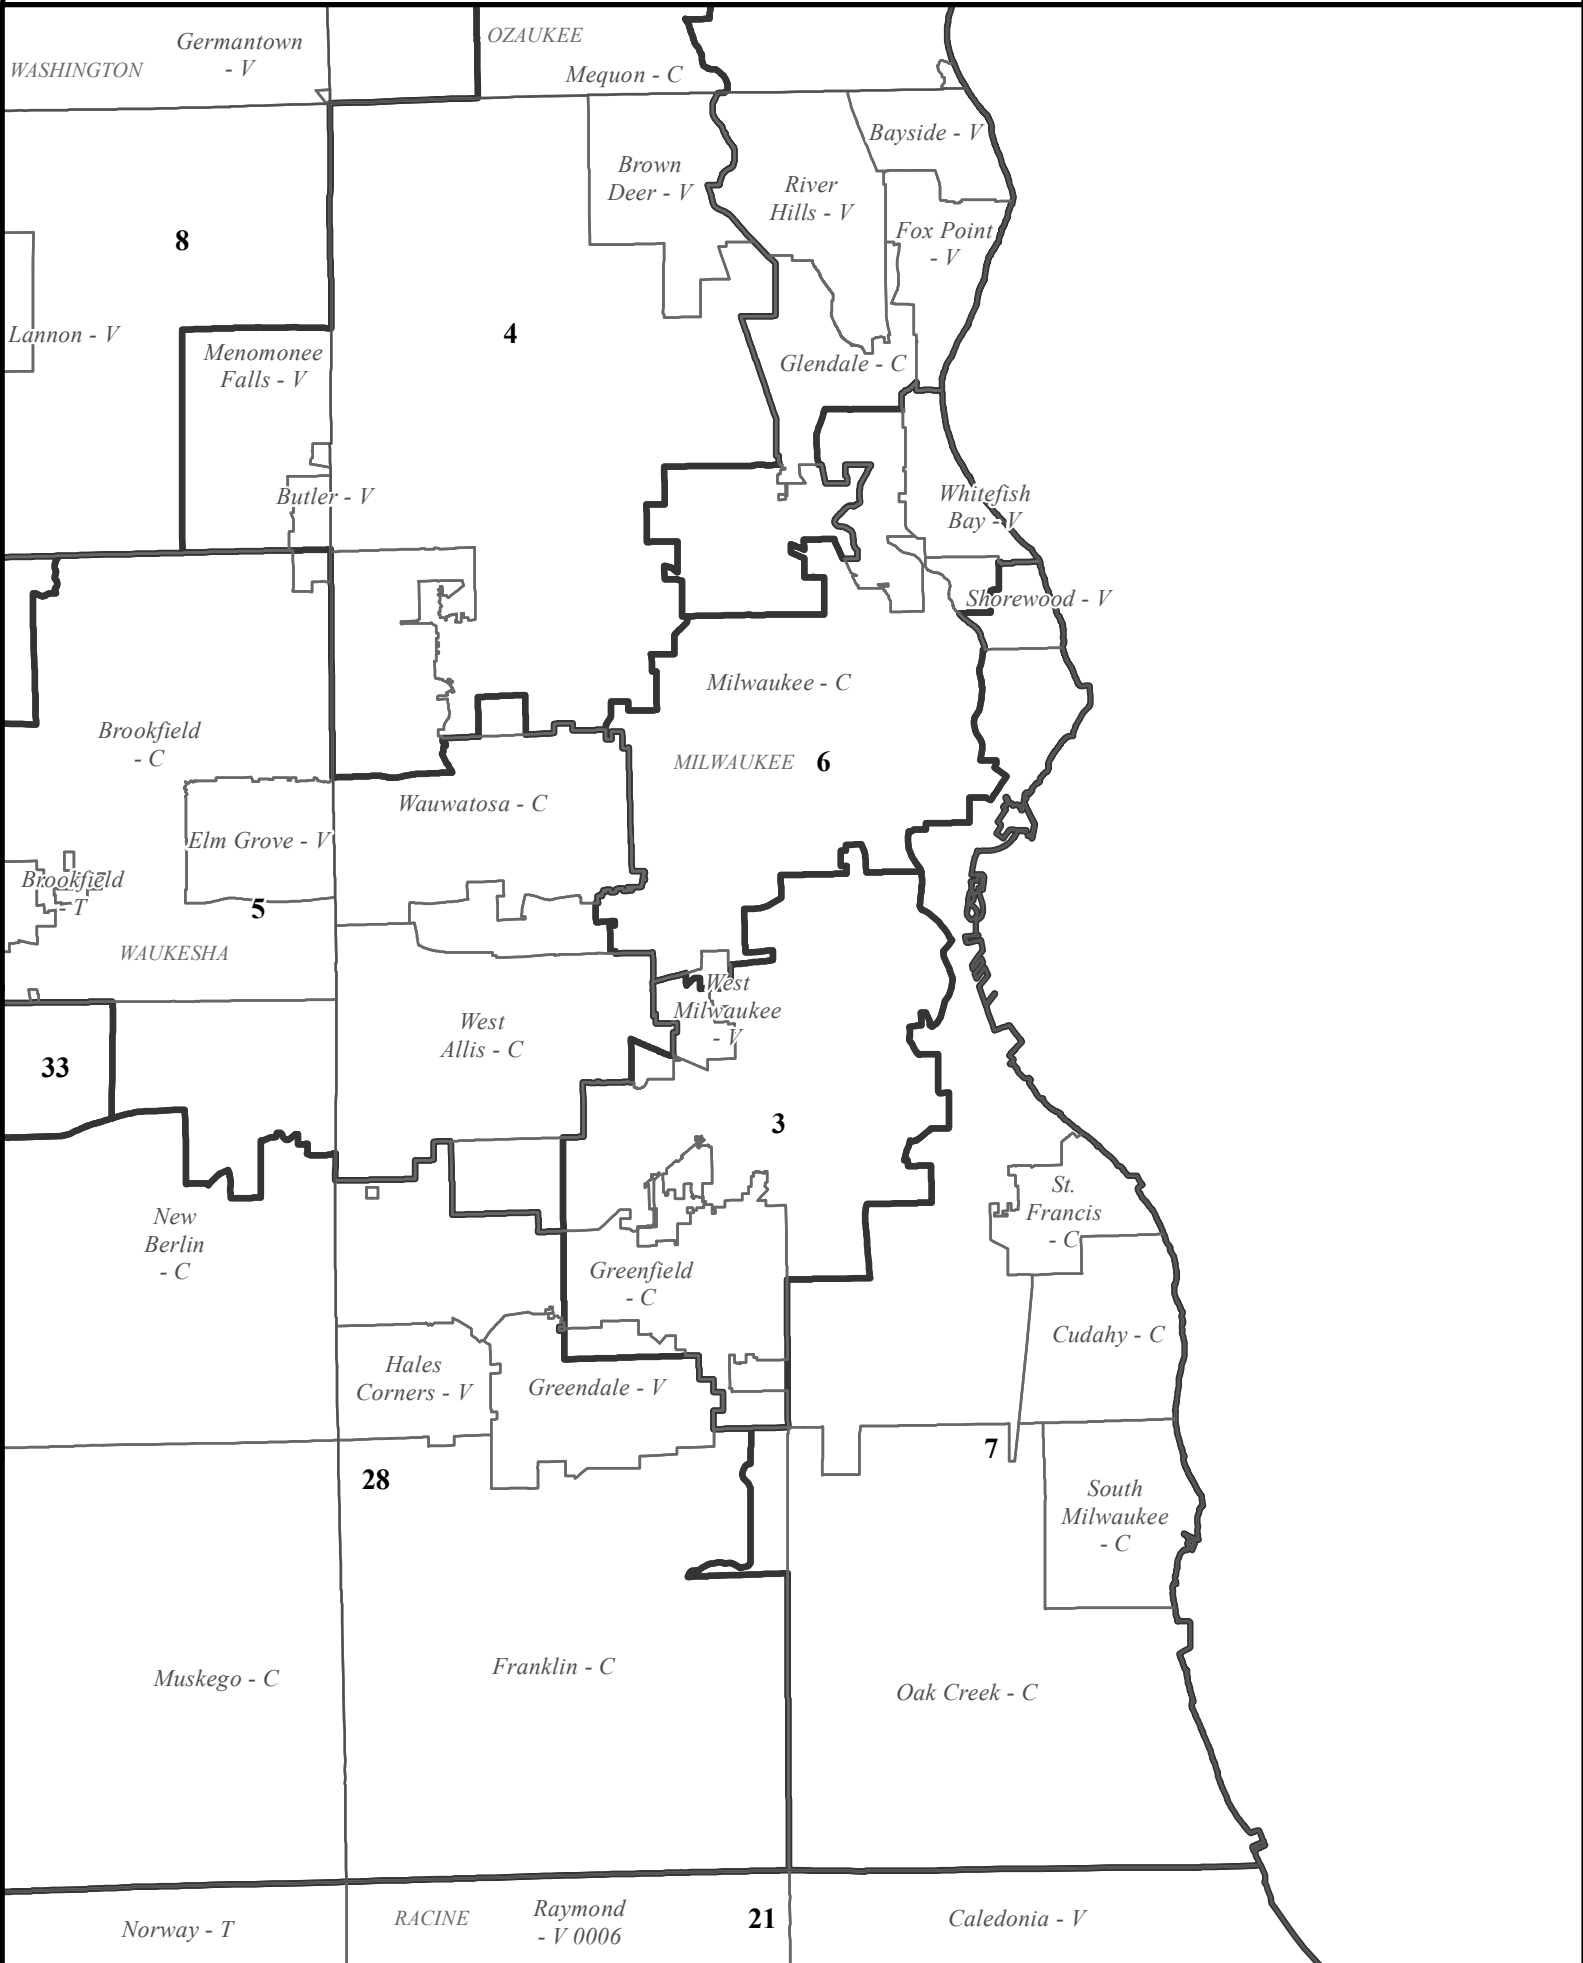 Germantown
- V
OZAUKEE
WASHINGTON
Mequon - C
Bayside - V
Brown
Deer - V
River
Hills - V
Fox Point
- V
8
4
Lannon - V
Menomonee
Falls - V
Glendale - C
Butler - V
Whitefish
Bay - V
Shorewood - V
Milwaukee - C
Brookfield
- C
MILWAUKEE
6
Wauwatosa - C
Elm Grove - V
Brookfield
- T
5
WAUKESHA
West
Milwaukee
- V
West
Allis - C
33
3
St.
Francis
- C
New
Berlin
- C
Greenfield
- C
Cudahy - C
Hales
Corners - V
Greendale - V
7
28
South
Milwaukee
- C
Muskego - C
Franklin - C
Oak Creek - C
Norway - T
RACINE
Raymond
- V 0006
21
Caledonia - V